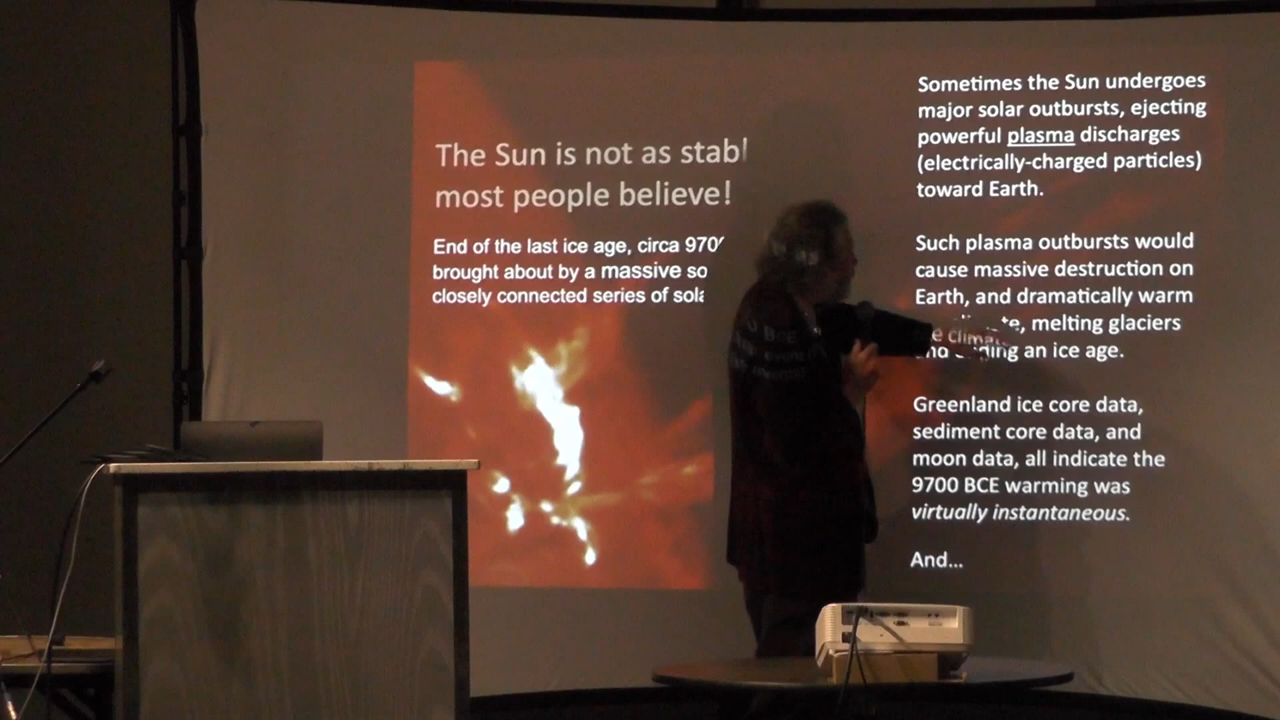 The Sun is not as stabl
most people believe!
End of the last ice age, circa 970
brought about by a massive so
closely connected series of sola
Sometimes the Sun undergoes
major solar outbursts, ejecting
powerful plasma discharges
(electrically-charged particles)
toward Earth.
Such plasma outbursts would
cause massive destruction on
Earth, and dramatically warm
climate, melting glaciers
an ice age.
Greenland ice core data,
sediment core data, and
moon data, all indicate the
9700 BCE warming was
virtually instantaneous.
And...